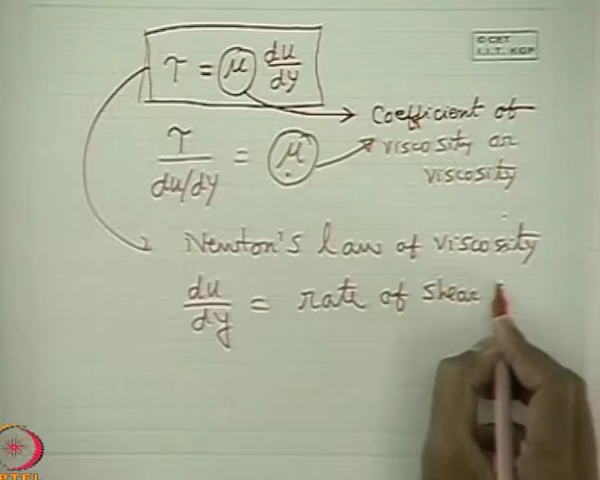 © CET
I.I.T. KGP
τ = μ du/dy
Coefficient of
viscosity or
viscosity
τ / du/dy = μ
Newton's law of viscosity
du/dy = rate of shear
NPTEL